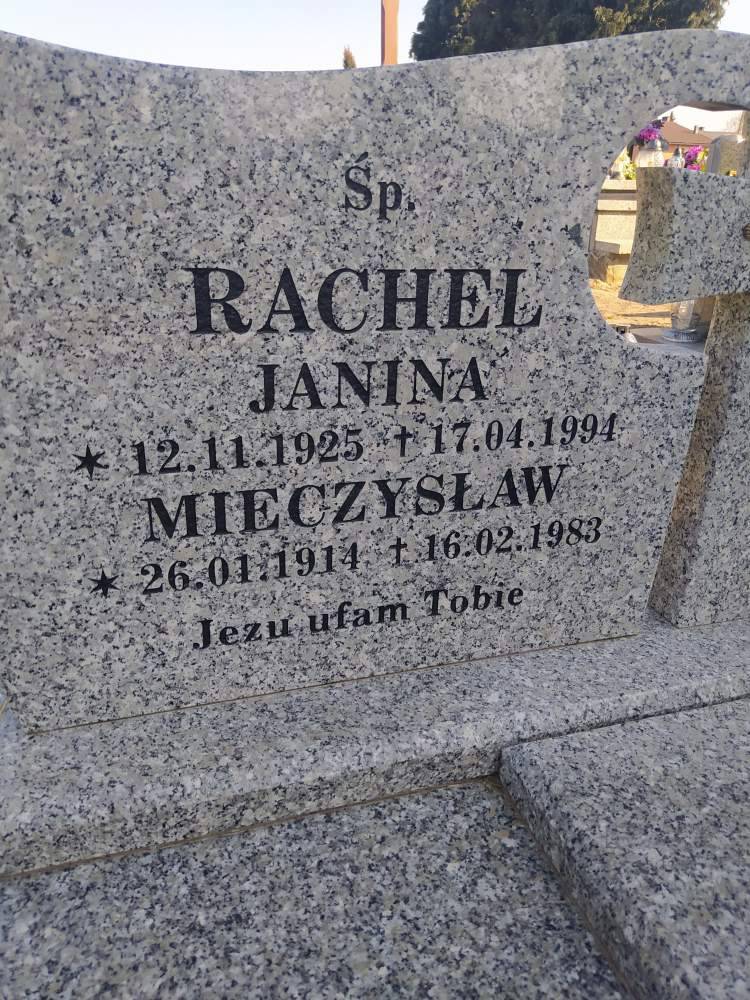 Śp.
RACHEL
JANINA
✶ 12.11.1925 † 17.04.1994
MIECZYSŁAW
✶ 26.01.1914 † 16.02.1983
Jezu ufam Tobie